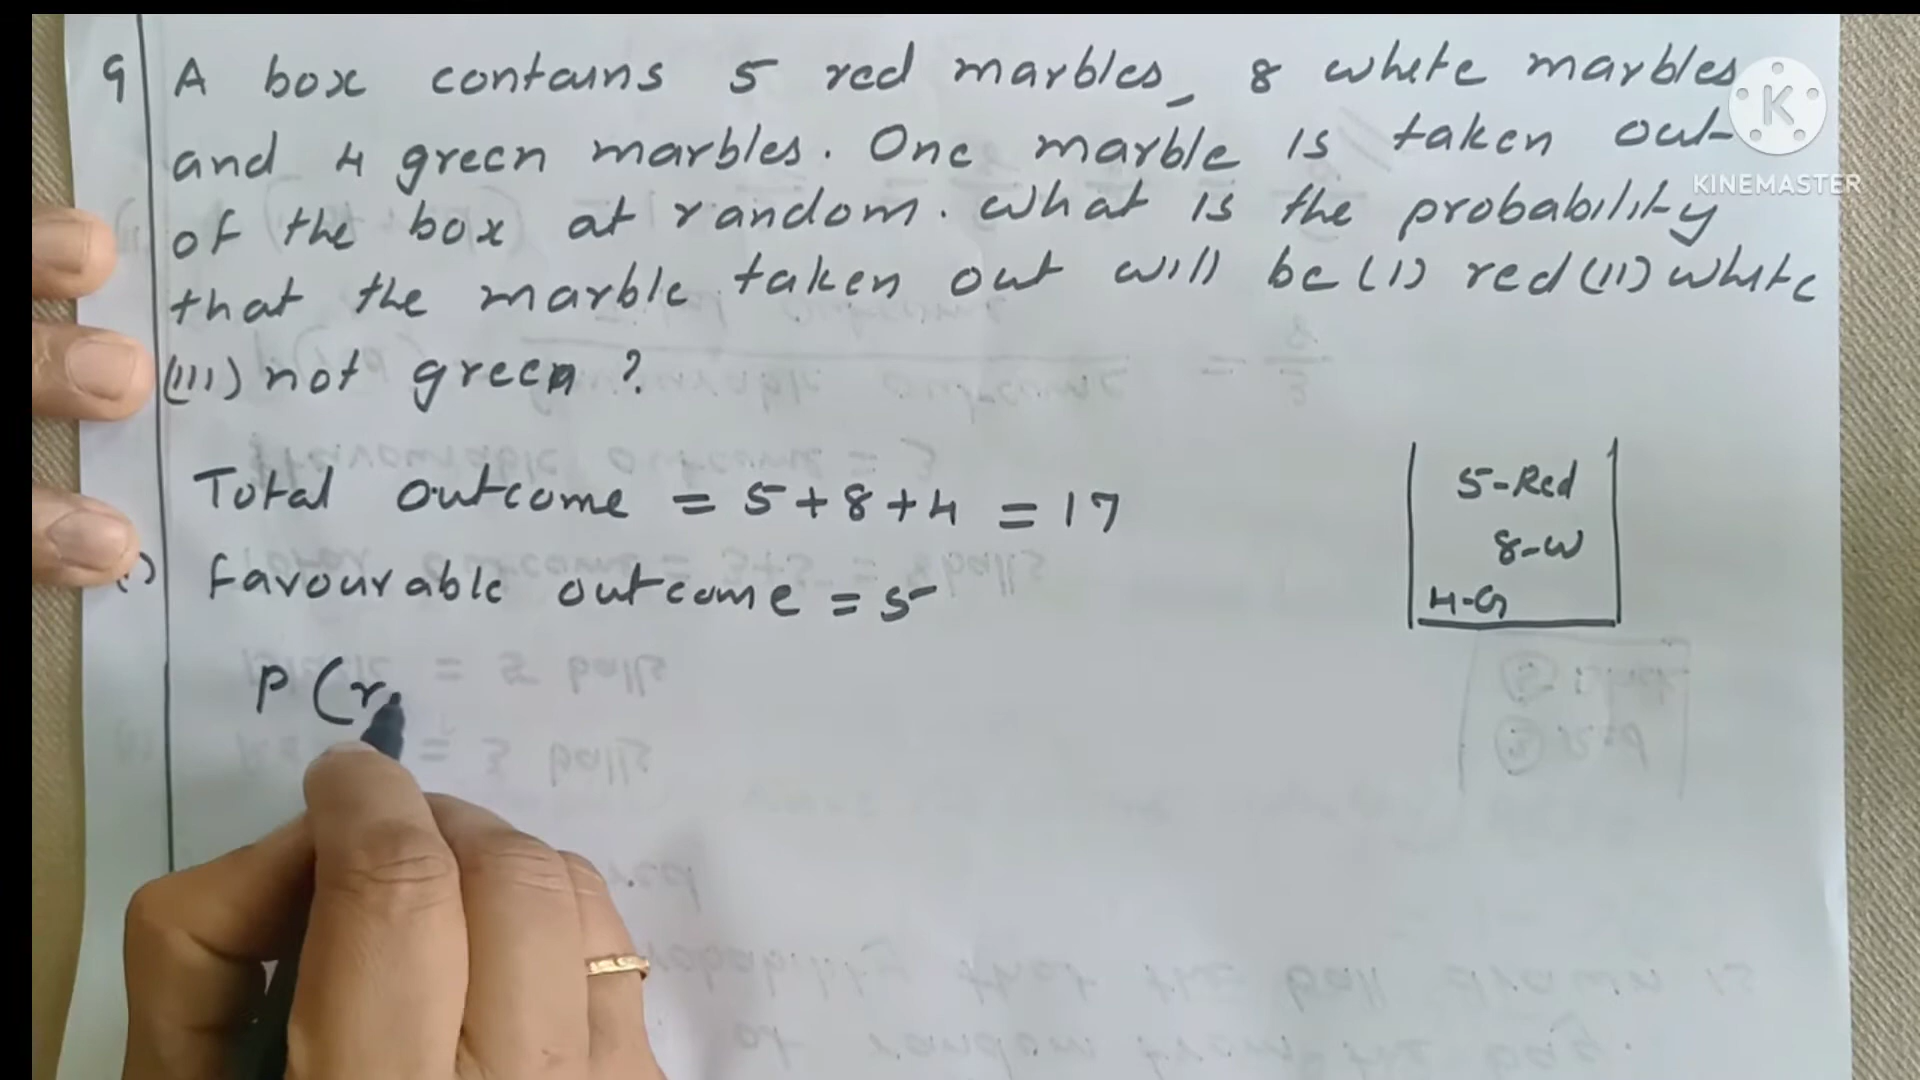 9 A box contains 5 red marbles, 8 white marbles
and 4 green marbles. One marble is taken out
of the box at random. What is the probability
that the marble taken out will be (i) red (ii) white
(iii) not green?
Total outcome = 5+8+4 = 17
favourable outcome = 5
P (r
5-Red
8-W
4-G
K
KINEMASTER